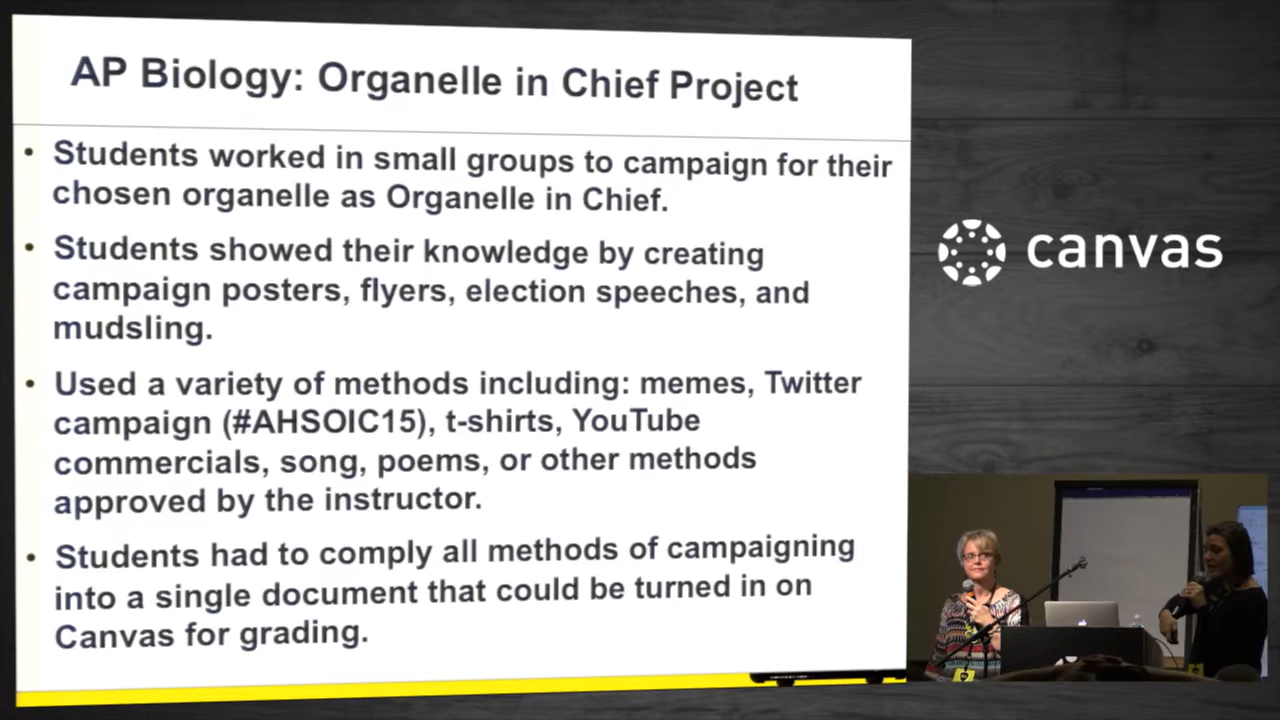 AP Biology: Organelle in Chief Project
• Students worked in small groups to campaign for their
chosen organelle as Organelle in Chief.
• Students showed their knowledge by creating
campaign posters, flyers, election speeches, and
mudsling.
• Used a variety of methods including: memes, Twitter
campaign (#AHSOIC15), t-shirts, YouTube
commercials, song, poems, or other methods
approved by the instructor.
• Students had to comply all methods of campaigning
into a single document that could be turned in on
Canvas for grading.
canvas